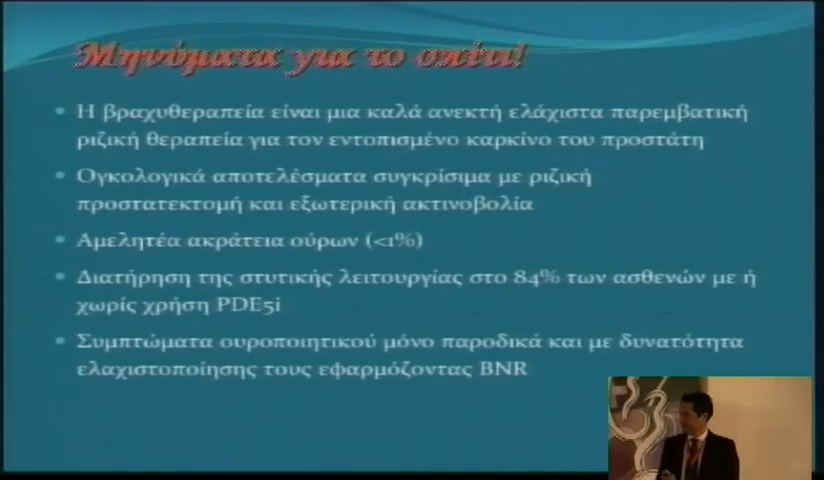 Μηνύματα για το σπίτι!
• Η βραχυθεραπεία είναι μια καλά ανεκτή ελάχιστα παρεμβατική
ριζική θεραπεία για τον εντοπισμένο καρκίνο του προστάτη
• Ογκολογικά αποτελέσματα συγκρίσιμα με ριζική
προστατεκτομή και εξωτερική ακτινοβολία
• Αμελητέα ακράτεια ούρων (<1%)
• Διατήρηση της στυτικής λειτουργίας στο 84% των ασθενών με ή
χωρίς χρήση PDE5i
• Συμπτώματα ουροποιητικού μόνο παροδικά και με δυνατότητα
ελαχιστοποίησης τους εφαρμόζοντας BNR